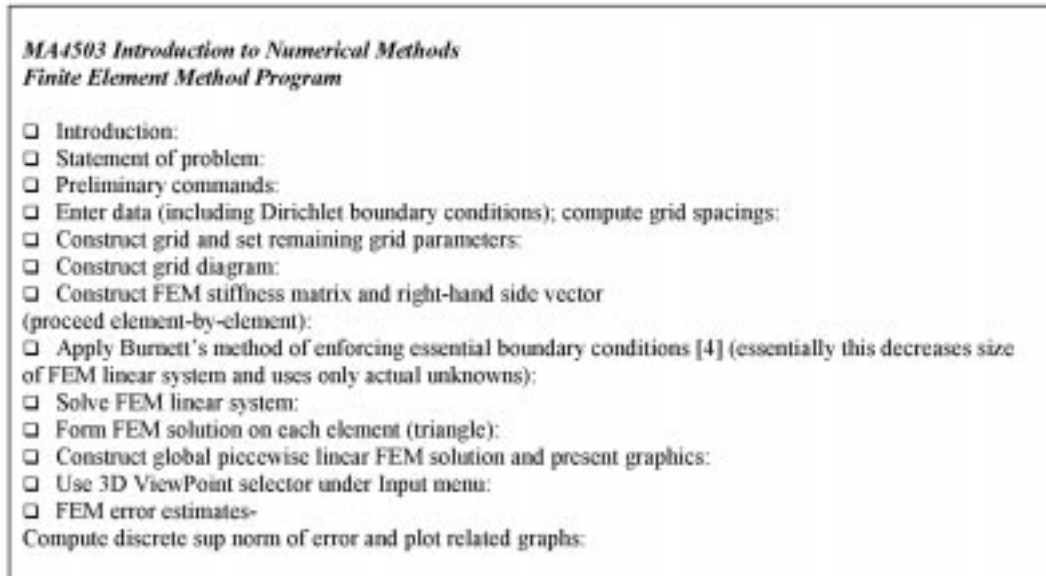 MA4503 Introduction to Numerical Methods
Finite Element Method Program
❑ Introduction:
❑ Statement of problem:
❑ Preliminary commands:
❑ Enter data (including Dirichlet boundary conditions); compute grid spacings:
❑ Construct grid and set remaining grid parameters:
❑ Construct grid diagram:
❑ Construct FEM stiffness matrix and right-hand side vector
(proceed element-by-element):
❑ Apply Burnett's method of enforcing essential boundary conditions [4] (essentially this decreases size
of FEM linear system and uses only actual unknowns):
❑ Solve FEM linear system:
❑ Form FEM solution on each element (triangle):
❑ Construct global piecewise linear FEM solution and present graphics:
❑ Use 3D ViewPoint selector under Input menu:
❑ FEM error estimates-
Compute discrete sup norm of error and plot related graphs: